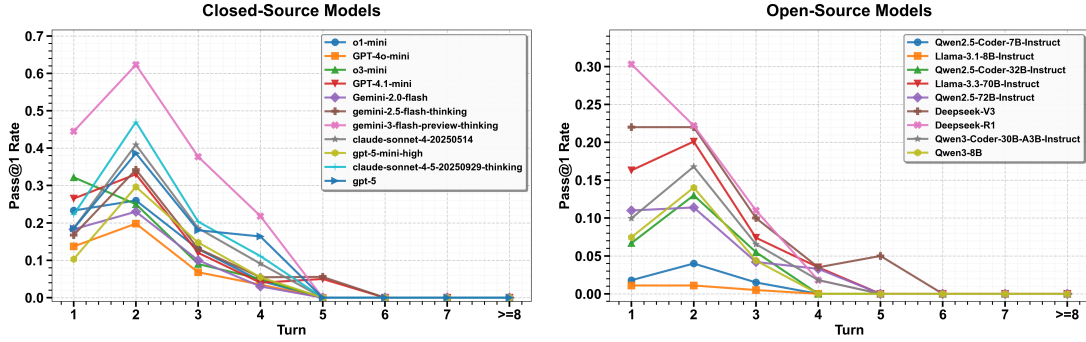 Closed-Source Models
Pass@1 Rate
0.7
0.6
0.5
0.4
0.3
0.2
0.1
0.0
o1-mini
GPT-4o-mini
o3-mini
GPT-4.1-mini
Gemini-2.0-flash
gemini-2.5-flash-thinking
gemini-3-flash-preview-thinking
claude-sonnet-4-20250514
gpt-5-mini-high
claude-sonnet-4-5-20250929-thinking
gpt-5
1 2 3 4 5 6 7 >=8
Turn
Open-Source Models
Pass@1 Rate
0.30
0.25
0.20
0.15
0.10
0.05
0.00
Qwen2.5-Coder-7B-Instruct
Llama-3.1-8B-Instruct
Qwen2.5-Coder-32B-Instruct
Llama-3.3-70B-Instruct
Qwen2.5-72B-Instruct
Deepseek-V3
Deepseek-R1
Qwen3-Coder-30B-A3B-Instruct
Qwen3-8B
1 2 3 4 5 6 7 >=8
Turn